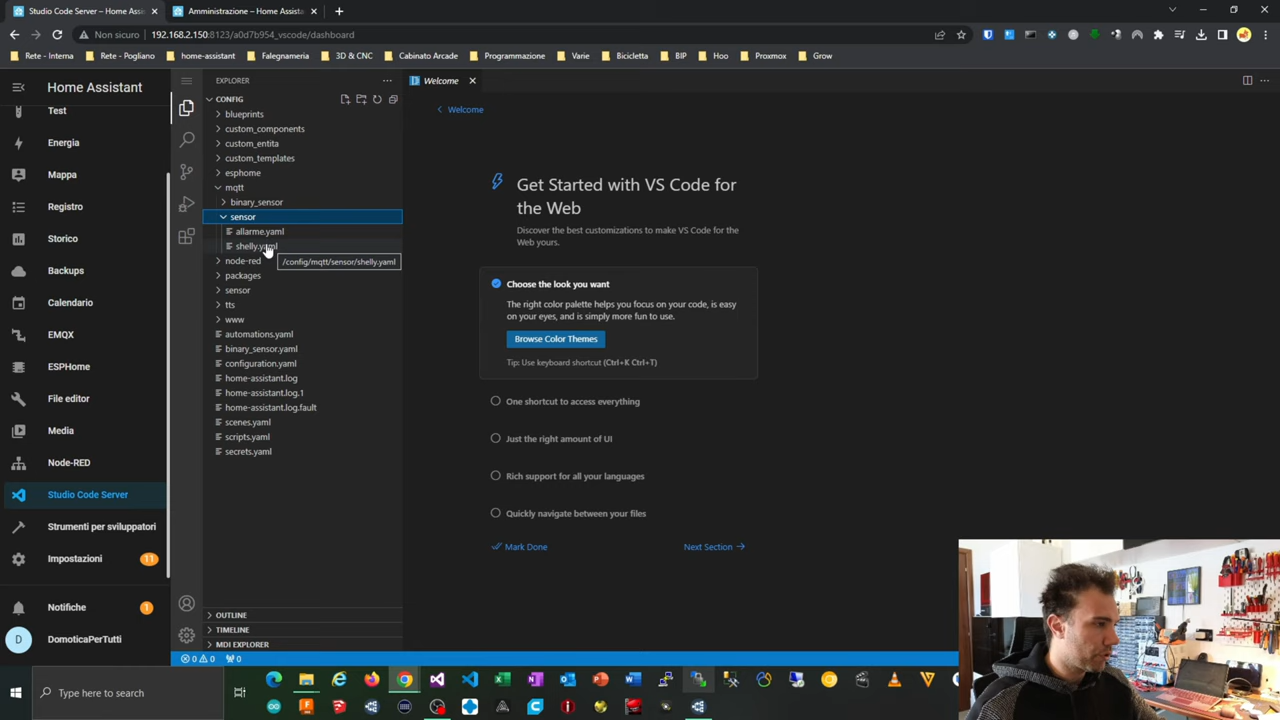 Studio Code Server – Home Assis
Amministrazione – Home Assista
Non sicuro
192.168.2.150:8123/a0d7b954_vscode/dashboard
Rete - Interna
Rete - Pogliano
home-assistant
Falegnameria
3D & CNC
Cabinato Arcade
Programmazione
Varie
Bicicletta
BIP
Hoo
Proxmox
Grow
Home Assistant
Test
Energia
Mappa
Registro
Storico
Backups
Calendario
EMQX
ESPHome
File editor
Media
Node-RED
Studio Code Server
Strumenti per sviluppatori
Impostazioni
11
Notifiche
1
D
DomoticaPerTutti
EXPLORER
CONFIG
blueprints
custom_components
custom_entita
custom_templates
esphome
mqtt
binary_sensor
sensor
allarme.yaml
shelly.yaml
node-red
/config/mqtt/sensor/shelly.yaml
packages
sensor
tts
www
automations.yaml
binary_sensor.yaml
configuration.yaml
home-assistant.log
home-assistant.log.1
home-assistant.log.fault
scenes.yaml
scripts.yaml
secrets.yaml
OUTLINE
TIMELINE
MDI EXPLORER
0
0
0
Welcome
Welcome
Get Started with VS Code for
the Web
Discover the best customizations to make VS Code for the
Web yours.
Choose the look you want
The right color palette helps you focus on your code, is easy
on your eyes, and is simply more fun to use.
Browse Color Themes
Tip: Use keyboard shortcut (Ctrl+K Ctrl+T)
One shortcut to access everything
Just the right amount of UI
Rich support for all your languages
Quickly navigate between your files
Mark Done
Next Section
Type here to search